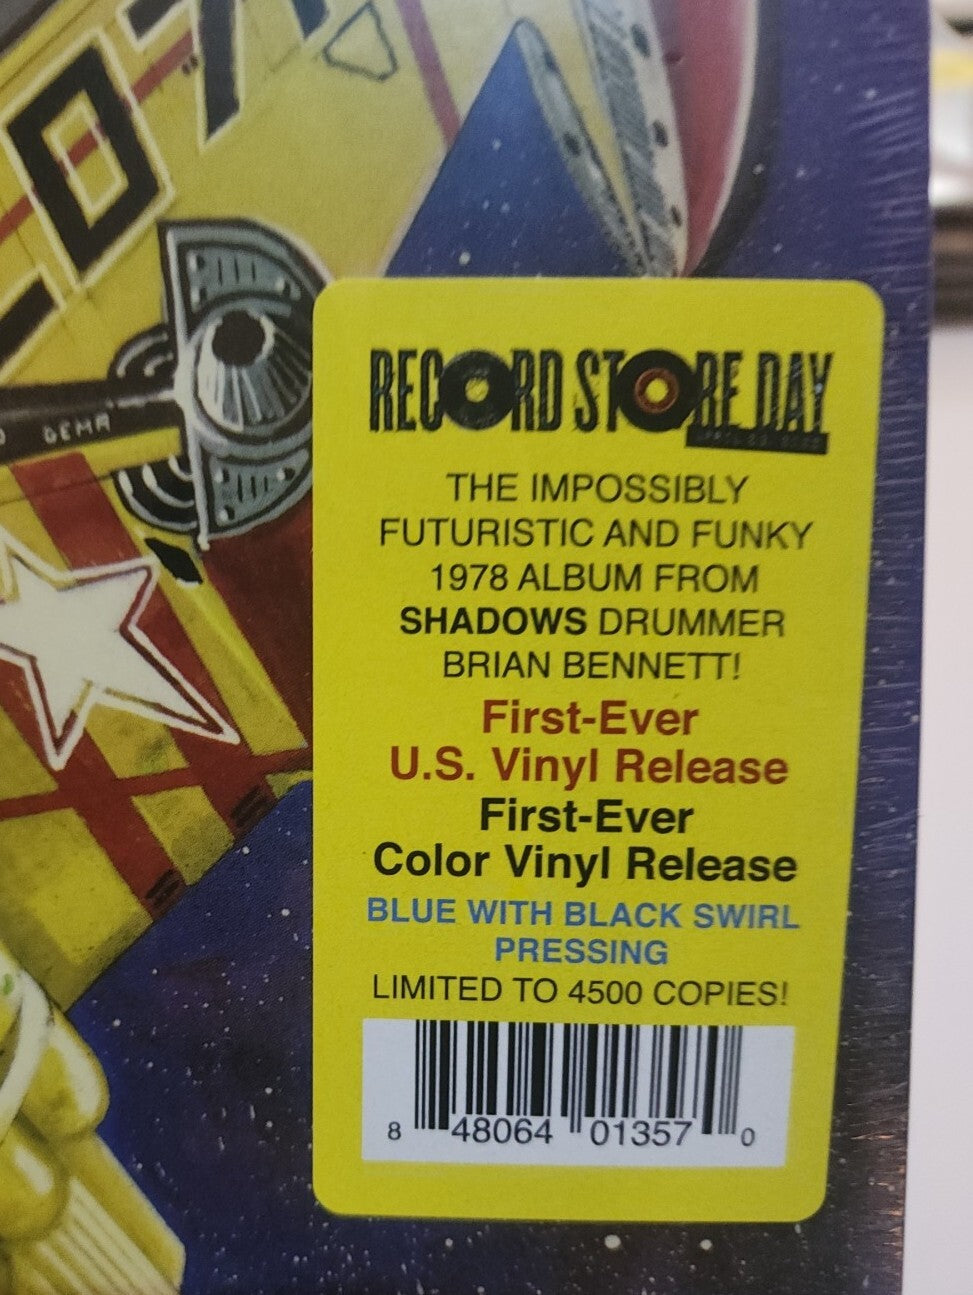 07
DEMA
RECORD STORE DAY
THE IMPOSSIBLY
FUTURISTIC AND FUNKY
1978 ALBUM FROM
SHADOWS DRUMMER
BRIAN BENNETT!
First-Ever
U.S. Vinyl Release
First-Ever
Color Vinyl Release
BLUE WITH BLACK SWIRL
PRESSING
LIMITED TO 4500 COPIES!
8 48064 01357 0